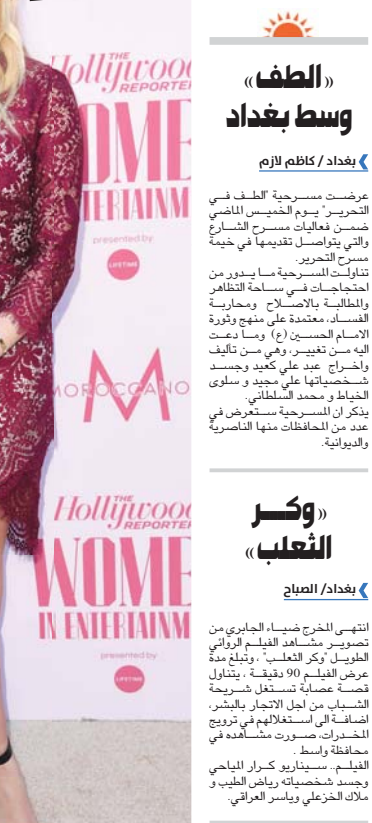 «الطف»
وسط بغداد
بغداد / كاظم لازم
عرضت مسرحية "الطف في
التحرير" يوم الخميس الماضي
ضمن فعاليات مسرح الشارع
والتي يتواصل تقديمها في خيمة
مسرح التحرير.
تناولت المسرحية ما يدور من
احتجاجات في ساحة التظاهر
والمطالبة بالاصلاح ومحاربة
الفساد، معتمدة على منهج وثورة
الامام الحسين (ع) وما دعت
اليه من تغيير، وهي من تأليف
واخراج عبد علي كعيد وجسد
شخصياتها علي مجيد و سلوى
الخياط و محمد السلطاني.
يذكر ان المسرحية ستعرض في
عدد من المحافظات منها الناصرية
والديوانية.
«وكر
الثعلب»
بغداد/ الصباح
انتهى المخرج ضياء الجابري من
تصوير مشاهد الفيلم الروائي
الطويل "وكر الثعلب" ، وتبلغ مدة
عرض الفيلم 90 دقيقة ، يتناول
قصة عصابة تستغل شريحة
الشباب من اجل الاتجار بالبشر،
اضافة الى استغلالهم في ترويج
المخدرات، صورت مشاهده في
محافظة واسط .
الفيلم.. سيناريو كرار المياحي
وجسد شخصياته رياض الطيب و
ملاك الخزعلي وياسر العراقي.
THE
Hollywood
REPORTER
OME
TERTAINM
presented by
LIFETIME
M
MOROCCANO
THE
Hollywood
REPORTER
WOME
IN ENTERTAINM
presented by
LIFETIME